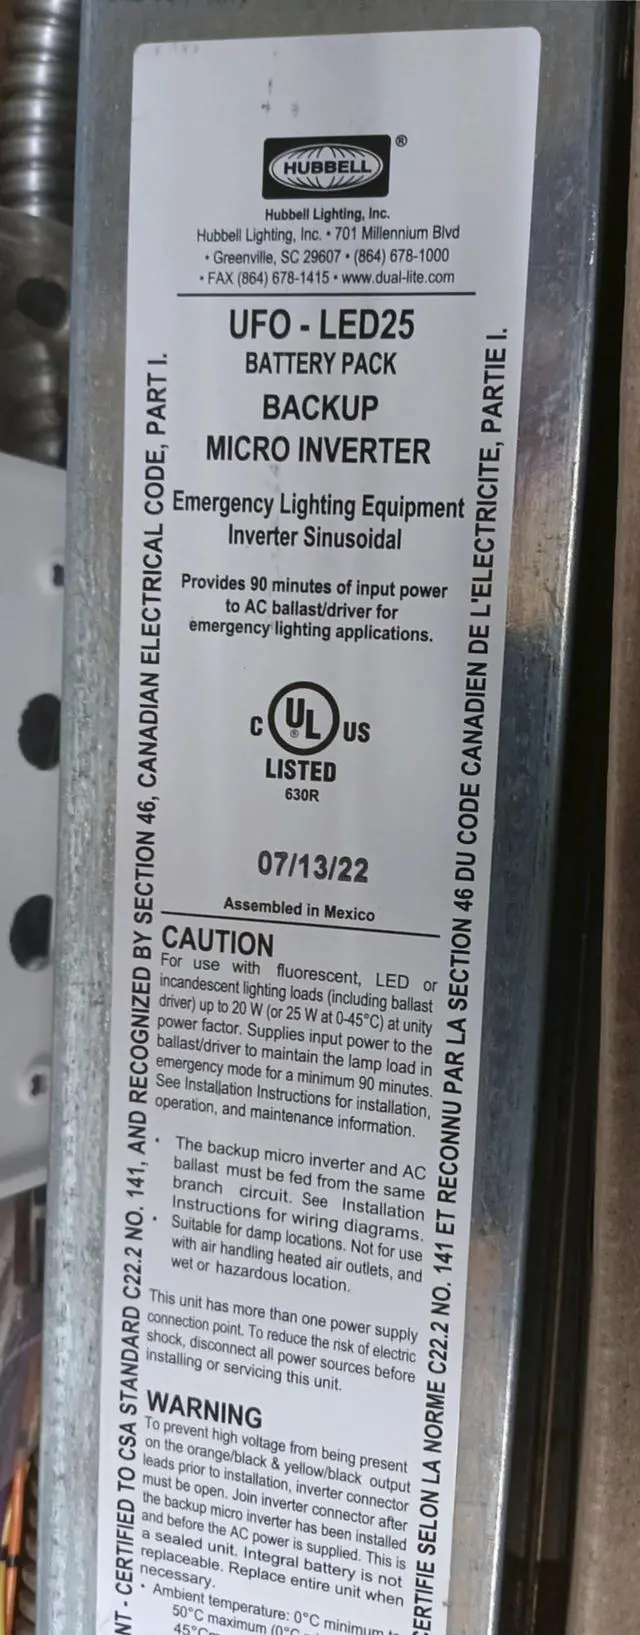 HUBBELL ®
Hubbell Lighting, Inc.
Hubbell Lighting, Inc. • 701 Millennium Blvd
• Greenville, SC 29607 • (864) 678-1000
• FAX (864) 678-1415 • www.dual-lite.com
UFO - LED25
BATTERY PACK
BACKUP
MICRO INVERTER
Emergency Lighting Equipment
Inverter Sinusoidal
Provides 90 minutes of input power
to AC ballast/driver for
emergency lighting applications.
C UL ® US
LISTED
630R
07/13/22
Assembled in Mexico
CAUTION
For use with fluorescent, LED or
incandescent lighting loads (including ballast
driver) up to 20 W (or 25 W at 0-45°C) at unity
power factor. Supplies input power to the
ballast/driver to maintain the lamp load in
emergency mode for a minimum 90 minutes.
See Installation Instructions for installation,
operation, and maintenance information.
• The backup micro inverter and AC
ballast must be fed from the same
branch circuit. See Installation
Instructions for wiring diagrams.
• Suitable for damp locations. Not for use
with air handling heated air outlets, and
wet or hazardous location.
This unit has more than one power supply
connection point. To reduce the risk of electric
shock, disconnect all power sources before
installing or servicing this unit.
WARNING
To prevent high voltage from being present
on the orange/black & yellow/black output
leads prior to installation, inverter connector
must be open. Join inverter connector after
the backup micro inverter has been installed
and before the AC power is supplied. This is
a sealed unit. Integral battery is not
replaceable. Replace entire unit when
necessary.
• Ambient temperature: 0°C minimum
50°C maximum (0°C
45°C
NT - CERTIFIED TO CSA STANDARD C22.2 NO. 141, AND RECOGNIZED BY SECTION 46, CANADIAN ELECTRICAL CODE, PART I.
CERTIFIE SELON LA NORME C22.2 NO. 141 ET RECONNU PAR LA SECTION 46 DU CODE CANADIEN DE L'ELECTRICITE, PARTIE I.